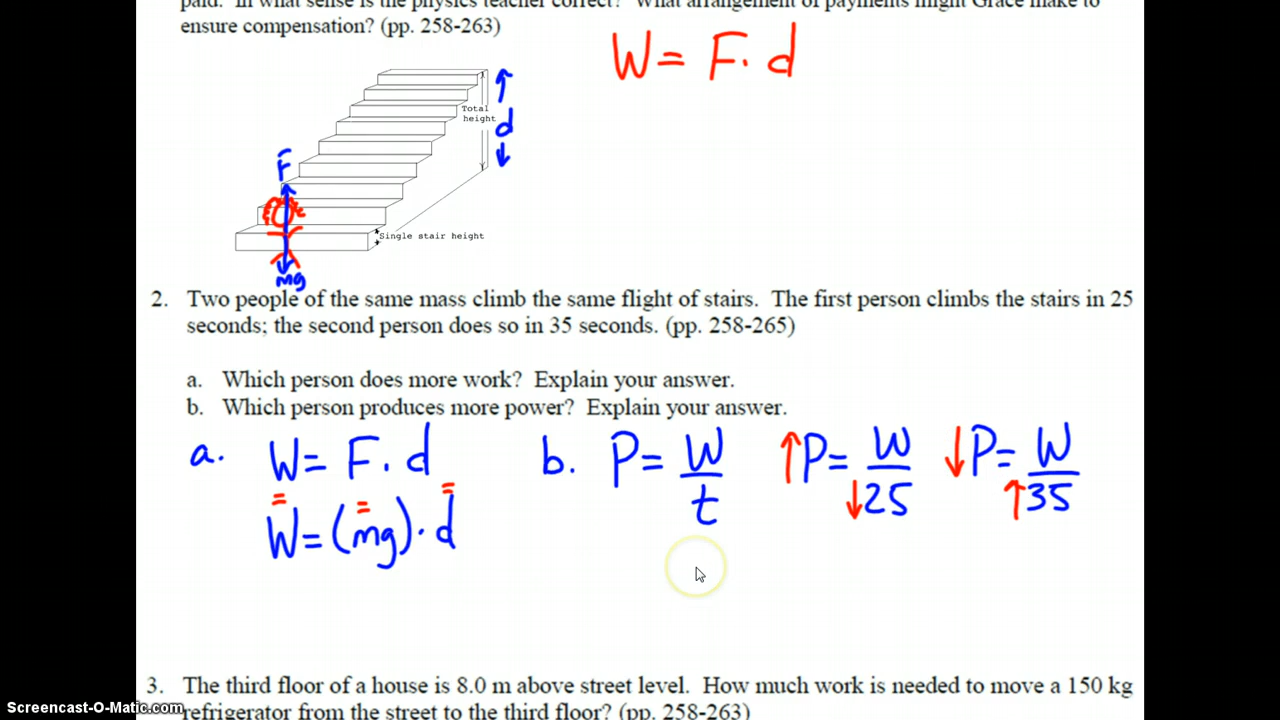 paid. In what sense is the physics teacher correct? What arrangement of payments might Grace make to
ensure compensation? (pp. 258-263)
W = F. d
Total
height
d
F
Single stair height
mg
2. Two people of the same mass climb the same flight of stairs. The first person climbs the stairs in 25
seconds; the second person does so in 35 seconds. (pp. 258-265)
a. Which person does more work? Explain your answer.
b. Which person produces more power? Explain your answer.
a. W = F. d b. P = W/t ↑P = W/↓25 ↓P = W/↑35
W = (mg) · d
3. The third floor of a house is 8.0 m above street level. How much work is needed to move a 150 kg
refrigerator from the street to the third floor? (pp. 258-263)
Screencast-O-Matic.com